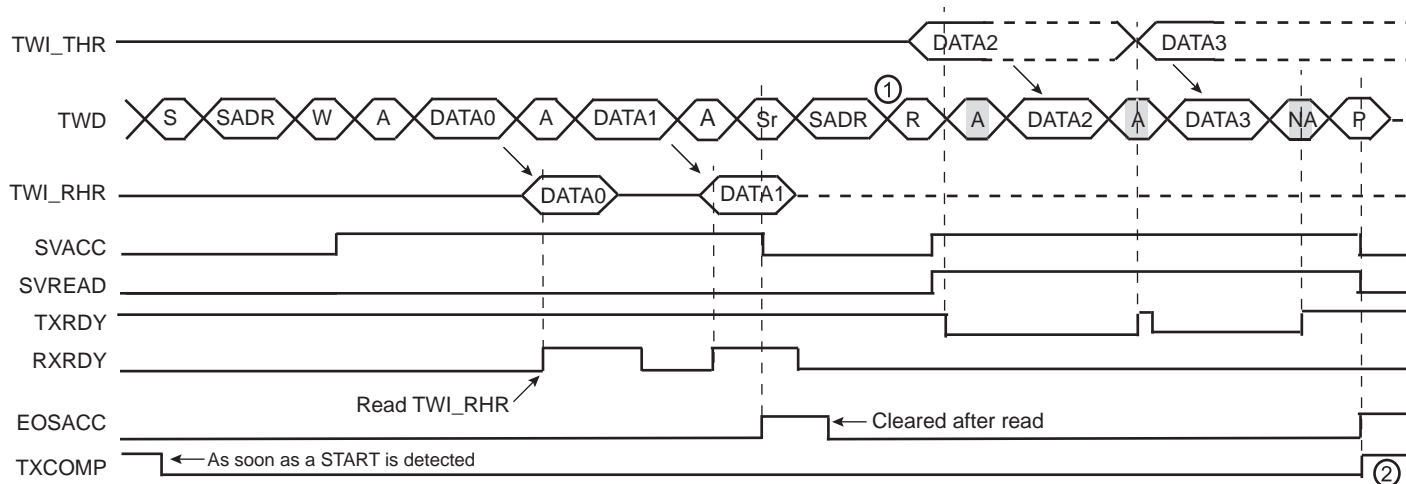 TWI_THR DATA2 DATA3
①
TWD S SADR W A DATA0 A DATA1 A Sr SADR R A DATA2 A DATA3 NA P
TWI_RHR DATA0 DATA1
SVACC
SVREAD
TXRDY
RXRDY
Read TWI_RHR
EOSACC Cleared after read
TXCOMP As soon as a START is detected ②